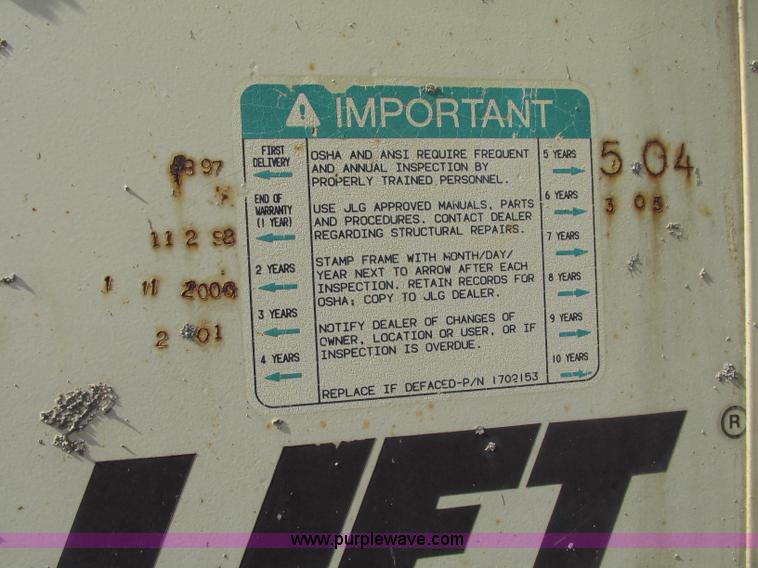 IMPORTANT
FIRST
DELIVERY
8 97
END OF
WARRANTY
(1 YEAR)
11 2 98
2 YEARS
1 11 2000
3 YEARS
2 01
4 YEARS
OSHA AND ANSI REQUIRE FREQUENT
AND ANNUAL INSPECTION BY
PROPERLY TRAINED PERSONNEL.
USE JLG APPROVED MANUALS, PARTS
AND PROCEDURES. CONTACT DEALER
REGARDING STRUCTURAL REPAIRS.
STAMP FRAME WITH MONTH/DAY/
YEAR NEXT TO ARROW AFTER EACH
INSPECTION. RETAIN RECORDS FOR
OSHA; COPY TO JLG DEALER.
NOTIFY DEALER OF CHANGES OF
OWNER, LOCATION OR USER, OR IF
INSPECTION IS OVERDUE.
REPLACE IF DEFACED-P/N 1702153
5 YEARS
5 04
6 YEARS
3 05
7 YEARS
8 YEARS
9 YEARS
10 YEARS
LIFT ®
www.purplewave.com